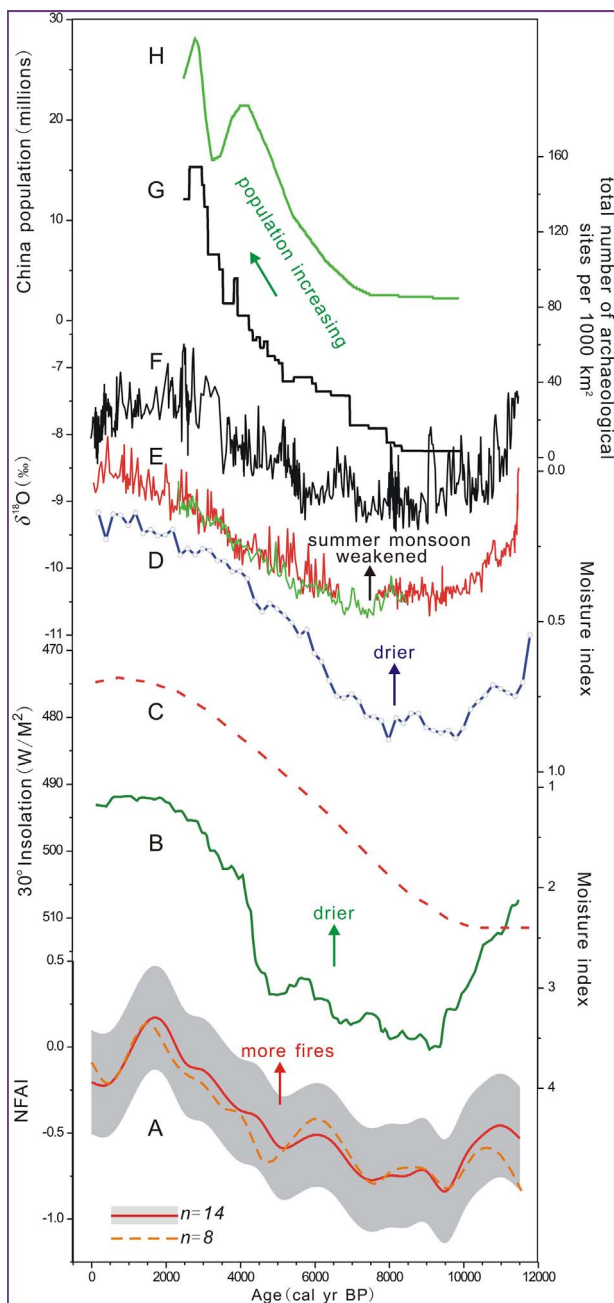 30
H
20
160
G
10
120
population increasing
80
0
-7
40
F
-8
0
0.0
E
-9
summer monsoon
weakened
D
-10
0.5
-11
drier
470
C
480
1.0
1
490
B
500
2
510
drier
0.5
3
0.0
more fires
4
-0.5
A
-1.0
n=14
n=8
0
2000
4000
6000
8000
10000
12000
Age(cal yr BP)
China population(millions)
δ18O(‰)
30° Insolation(W/M2)
NFAI
total number of archaeological
sites per 1000 km2
Moisture index
Moisture index